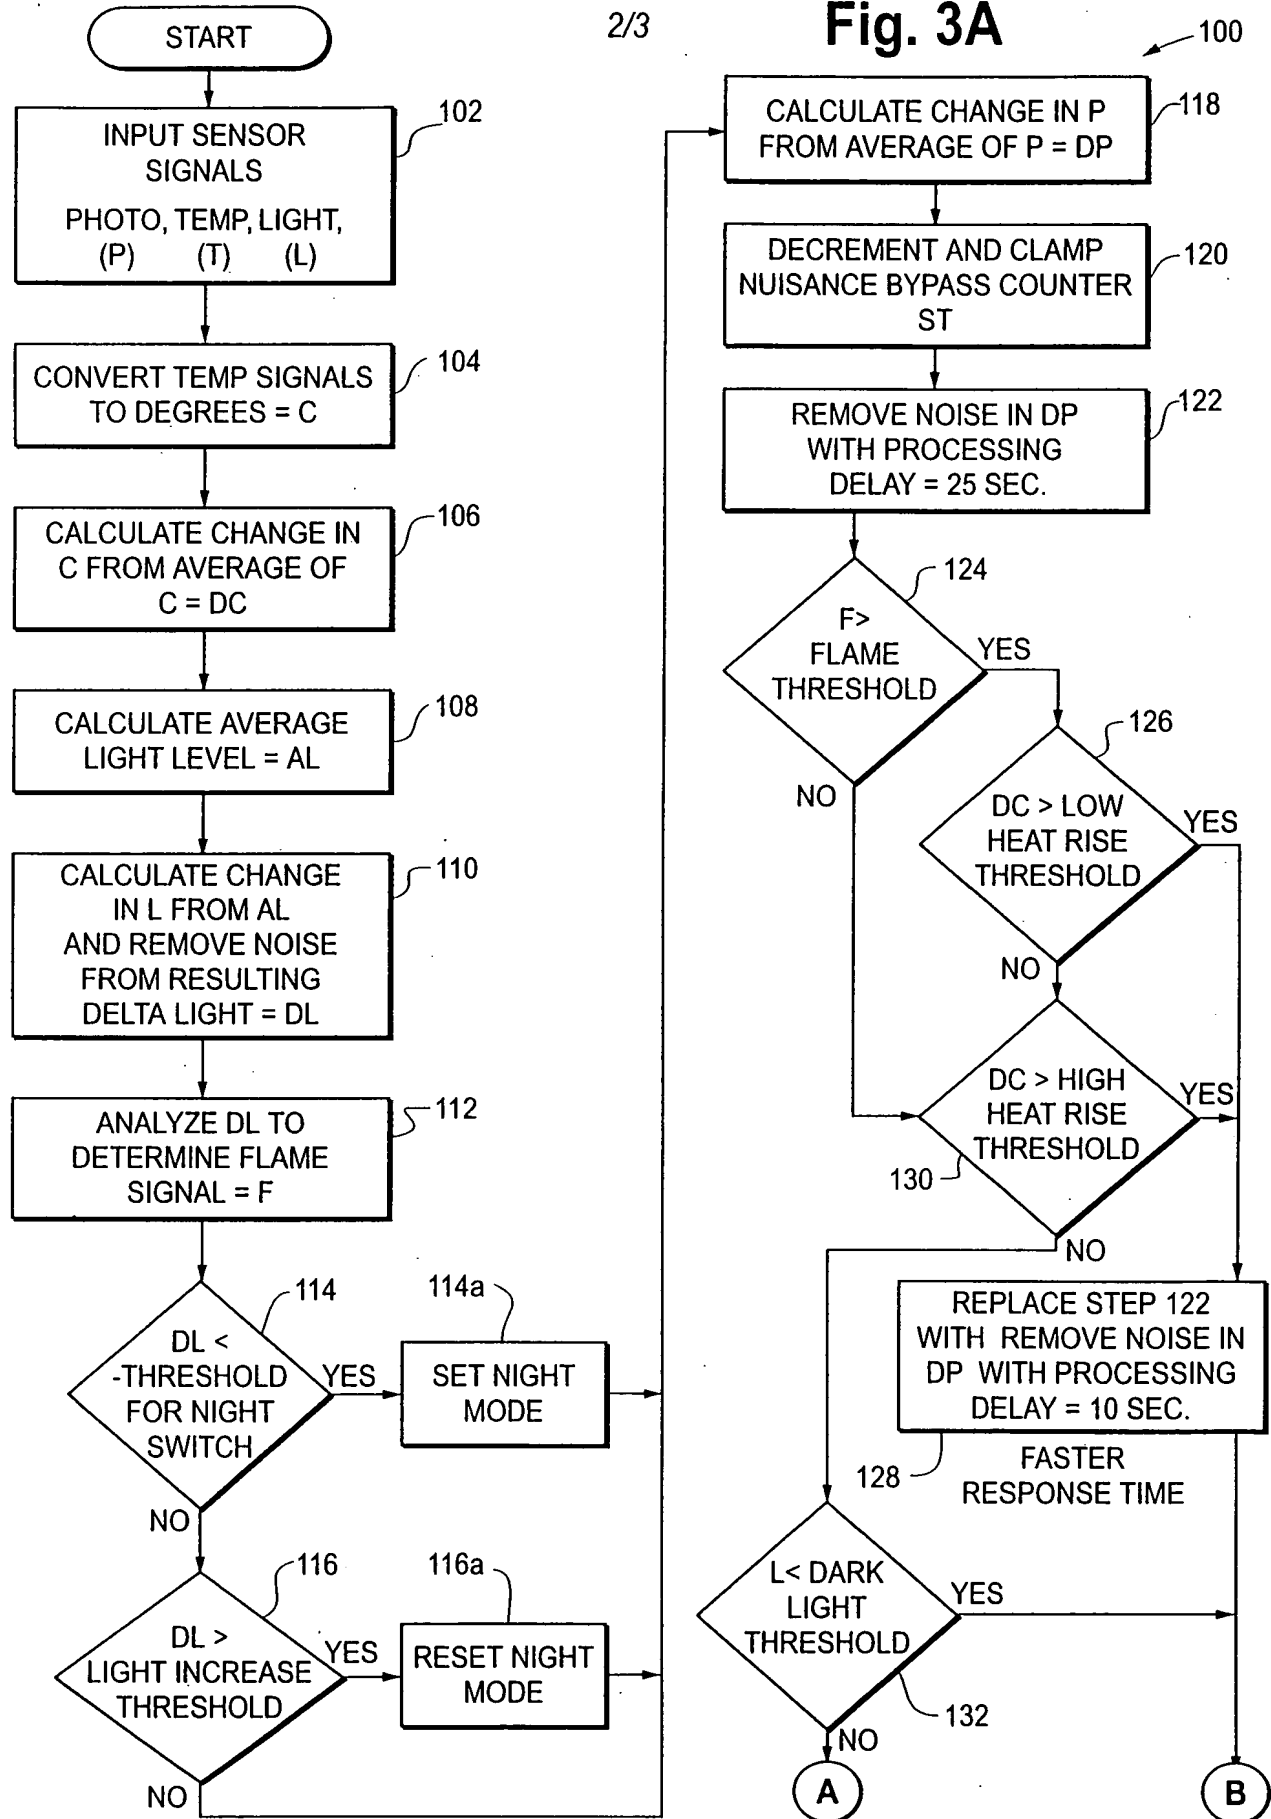 2/3
Fig. 3A
100
START
INPUT SENSOR
SIGNALS
PHOTO, TEMP, LIGHT,
(P) (T) (L)
102
CONVERT TEMP SIGNALS
TO DEGREES = C
104
CALCULATE CHANGE IN
C FROM AVERAGE OF
C = DC
106
CALCULATE AVERAGE
LIGHT LEVEL = AL
108
CALCULATE CHANGE
IN L FROM AL
AND REMOVE NOISE
FROM RESULTING
DELTA LIGHT = DL
110
ANALYZE DL TO
DETERMINE FLAME
SIGNAL = F
112
DL <
-THRESHOLD
FOR NIGHT
SWITCH
114
YES
NO
SET NIGHT
MODE
114a
DL >
LIGHT INCREASE
THRESHOLD
116
YES
NO
RESET NIGHT
MODE
116a
CALCULATE CHANGE IN P
FROM AVERAGE OF P = DP
118
DECREMENT AND CLAMP
NUISANCE BYPASS COUNTER
ST
120
REMOVE NOISE IN DP
WITH PROCESSING
DELAY = 25 SEC.
122
F>
FLAME
THRESHOLD
124
YES
NO
DC > LOW
HEAT RISE
THRESHOLD
126
YES
NO
DC > HIGH
HEAT RISE
THRESHOLD
130
YES
NO
REPLACE STEP 122
WITH REMOVE NOISE IN
DP WITH PROCESSING
DELAY = 10 SEC.
128
FASTER
RESPONSE TIME
L< DARK
LIGHT
THRESHOLD
132
YES
NO
A
B